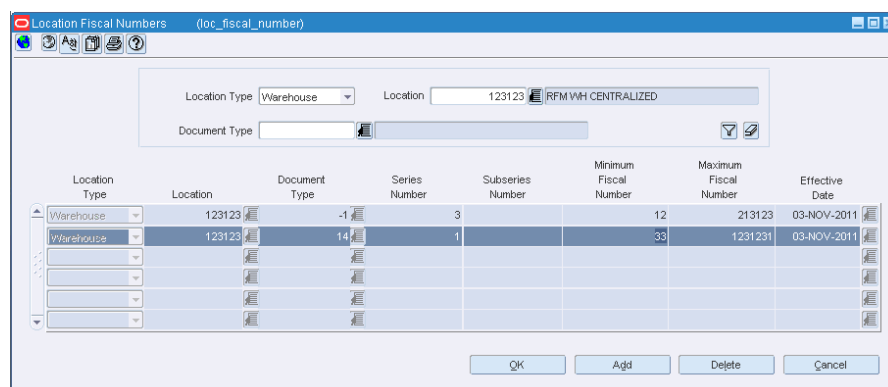 Location Fiscal Numbers (loc_fiscal_number)
Location Type Warehouse Location 123123 RFM WH CENTRALIZED
Document Type
Location Type Location Document Type Series Number Subseries Number Minimum Fiscal Number Maximum Fiscal Number Effective Date
Warehouse 123123 -1 3 12 213123 03-NOV-2011
Warehouse 123123 14 1 33 1231231 03-NOV-2011
OK Add Delete Cancel